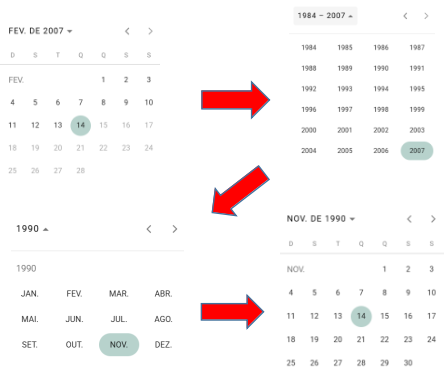 FEV. DE 2007
D S T Q Q S S
FEV. 1 2 3
4 5 6 7 8 9 10
11 12 13 14 15 16 17
18 19 20 21 22 23 24
25 26 27 28
1984 – 2007
1984 1985 1986 1987
1988 1989 1990 1991
1992 1993 1994 1995
1996 1997 1998 1999
2000 2001 2002 2003
2004 2005 2006 2007
1990
1990
JAN. FEV. MAR. ABR.
MAI. JUN. JUL. AGO.
SET. OUT. NOV. DEZ.
NOV. DE 1990
D S T Q Q S S
NOV. 1 2 3
4 5 6 7 8 9 10
11 12 13 14 15 16 17
18 19 20 21 22 23 24
25 26 27 28 29 30